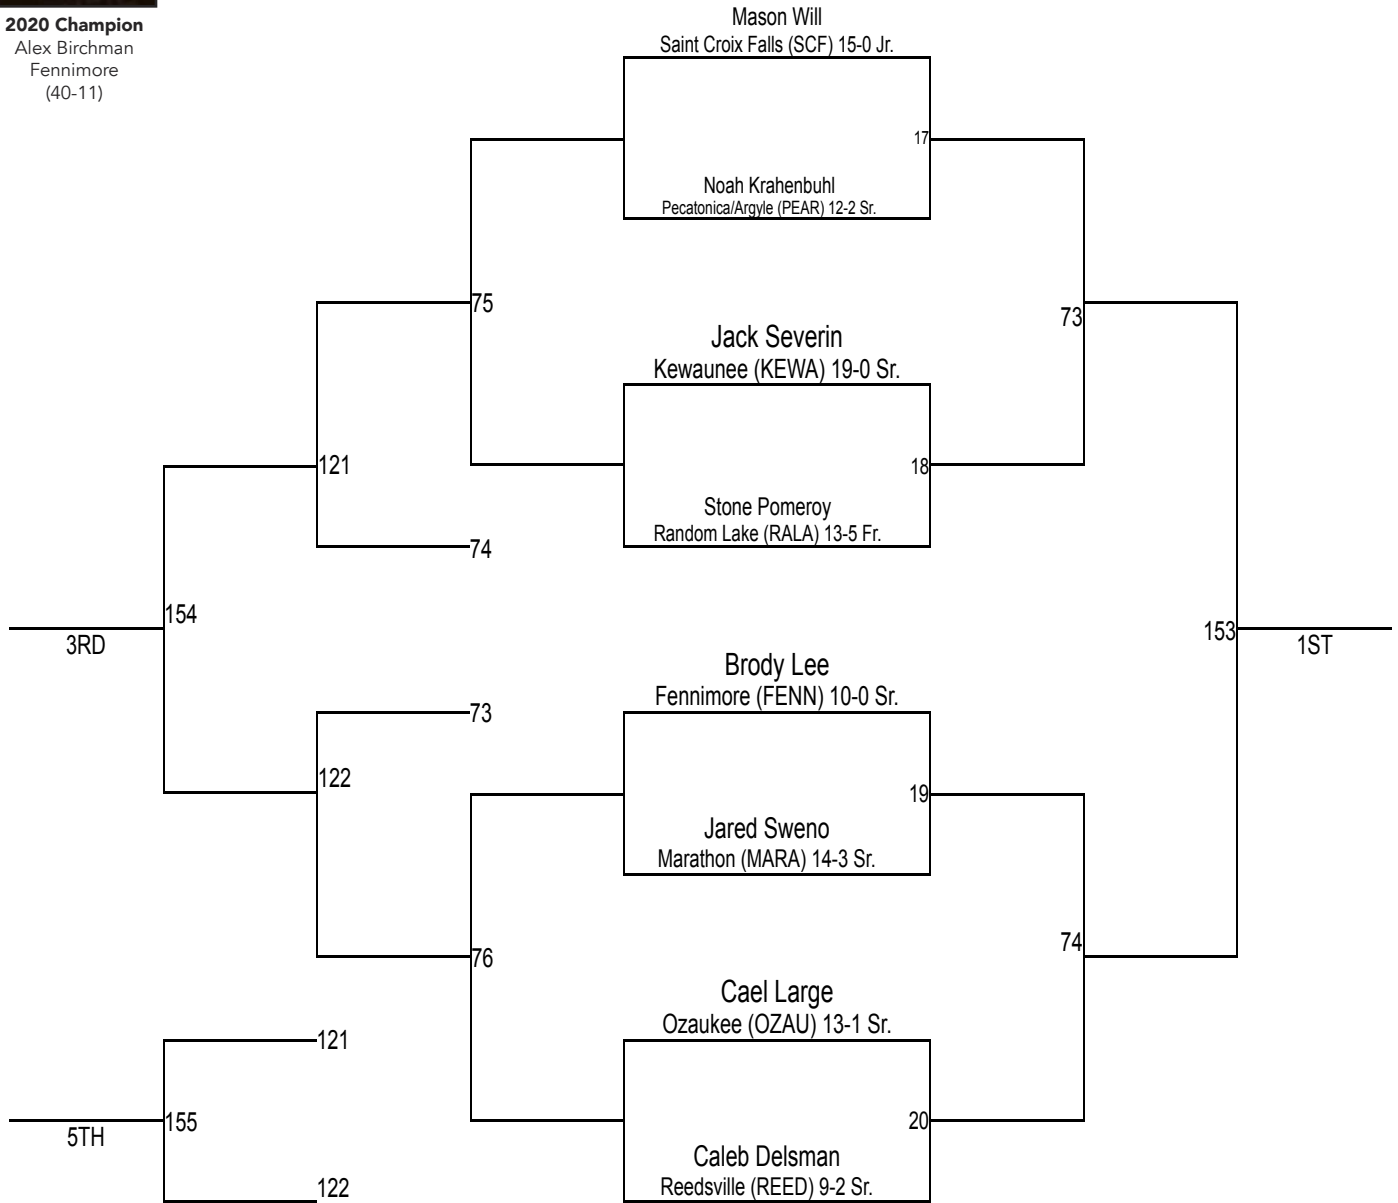 2020 Champion
Alex Birchman
Fennimore
(40-11)
Mason Will
Saint Croix Falls (SCF) 15-0 Jr.
17
Noah Krahenbuhl
Pecatonica/Argyle (PEAR) 12-2 Sr.
75
73
Jack Severin
Kewaunee (KEWA) 19-0 Sr.
121
18
Stone Pomeroy
Random Lake (RALA) 13-5 Fr.
74
154
3RD
153
1ST
Brody Lee
Fennimore (FENN) 10-0 Sr.
73
122
19
Jared Sweno
Marathon (MARA) 14-3 Sr.
76
74
Cael Large
Ozaukee (OZAU) 13-1 Sr.
121
155
5TH
20
Caleb Delsman
Reedsville (REED) 9-2 Sr.
122